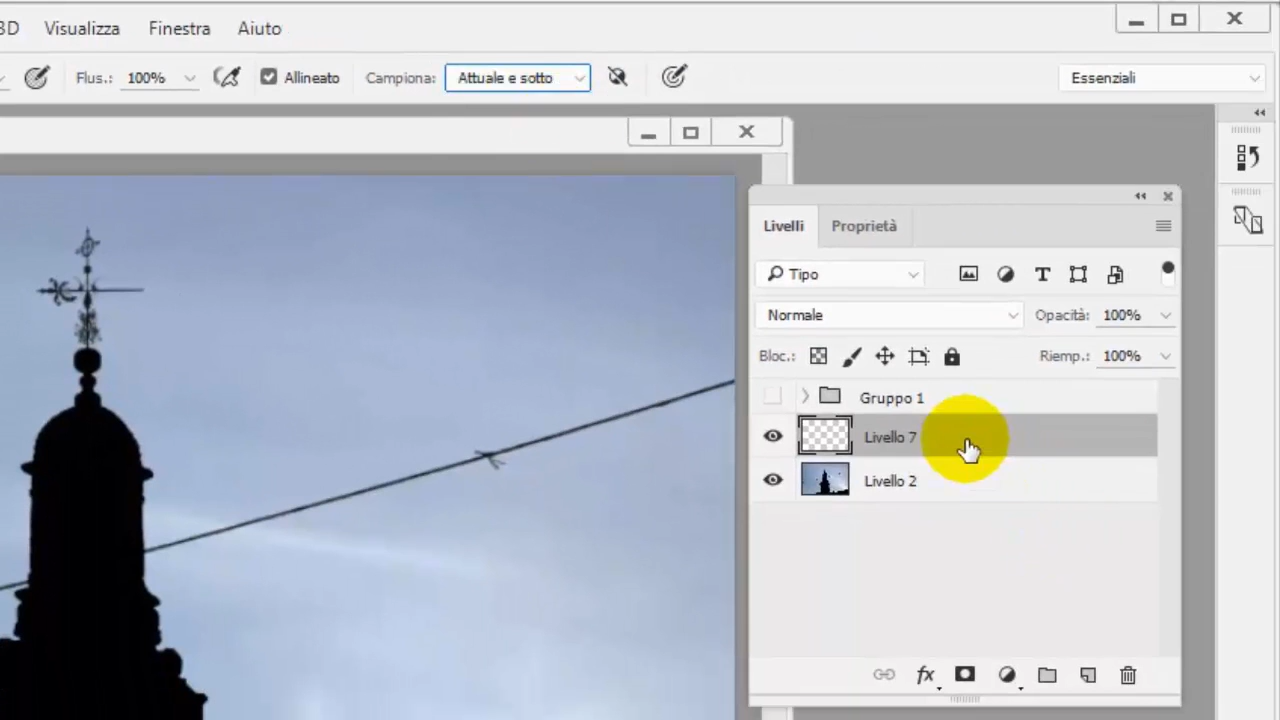 3D Visualizza Finestra Aiuto
Flus.: 100% Allineato Campiona: Attuale e sotto Essenziali
Livelli Proprietà
Tipo
Normale Opacità: 100%
Bloc.: Riemp.: 100%
Gruppo 1
Livello 7
Livello 2
fx